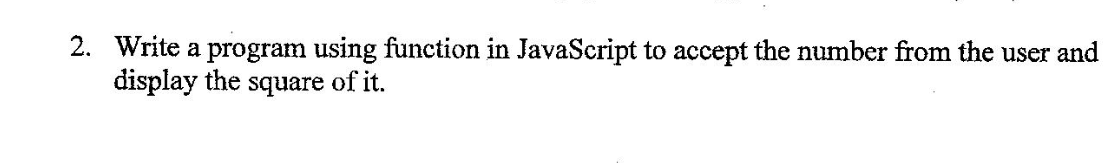 2. Write a program using function in JavaScript to accept the number from the user and
display the square of it.